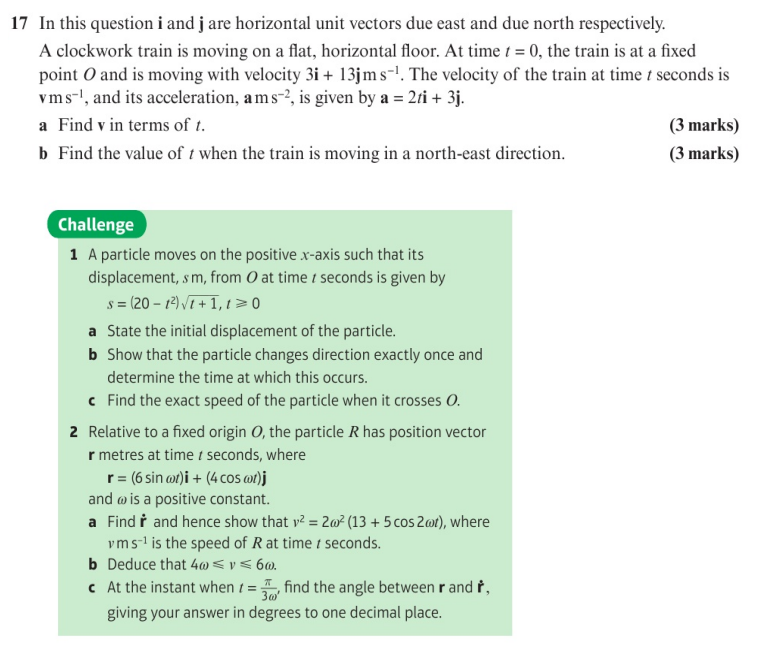 17 In this question i and j are horizontal unit vectors due east and due north respectively.
A clockwork train is moving on a flat, horizontal floor. At time t = 0, the train is at a fixed
point O and is moving with velocity 3i + 13j m s⁻¹. The velocity of the train at time t seconds is
v m s⁻¹, and its acceleration, a m s⁻², is given by a = 2ti + 3j.
a Find v in terms of t. (3 marks)
b Find the value of t when the train is moving in a north-east direction. (3 marks)
Challenge
1 A particle moves on the positive x-axis such that its
displacement, s m, from O at time t seconds is given by
s = (20 – t²)√(t + 1), t ⩾ 0
a State the initial displacement of the particle.
b Show that the particle changes direction exactly once and
determine the time at which this occurs.
c Find the exact speed of the particle when it crosses O.
2 Relative to a fixed origin O, the particle R has position vector
r metres at time t seconds, where
r = (6 sin ωt)i + (4 cos ωt)j
and ω is a positive constant.
a Find ṙ and hence show that v² = 2ω² (13 + 5 cos 2ωt), where
v m s⁻¹ is the speed of R at time t seconds.
b Deduce that 4ω ⩽ v ⩽ 6ω.
c At the instant when t = π/3ω, find the angle between r and ṙ,
giving your answer in degrees to one decimal place.